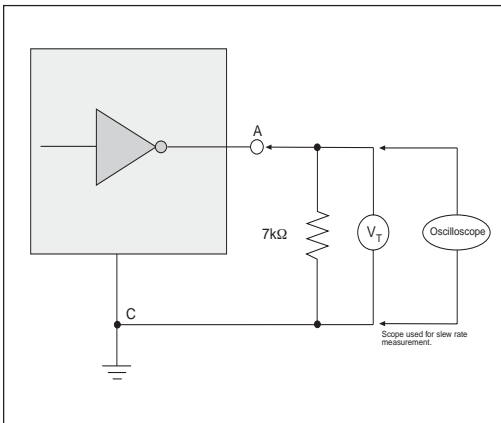 A
7kΩ
V_T
Oscilloscope
C
Scope used for slew rate
measurement.